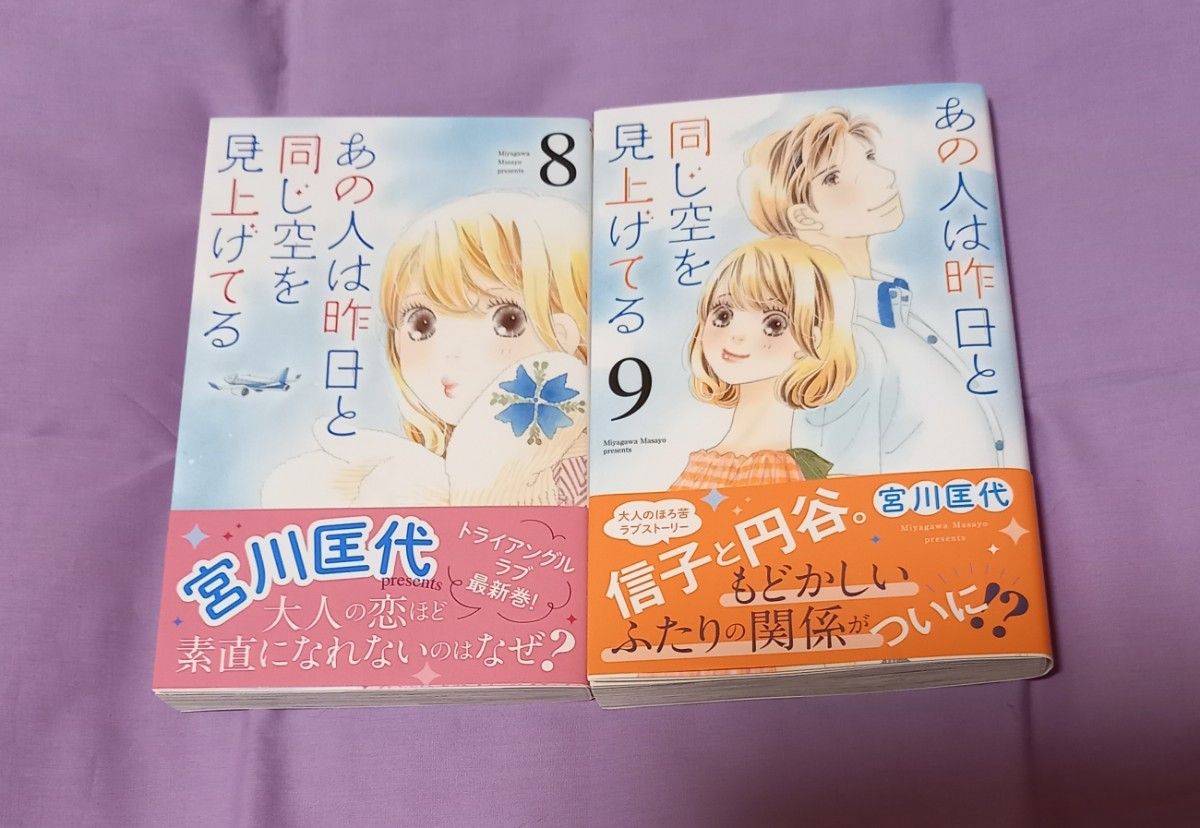 あの人は昨日と
同じ空を
見上げてる
8
Miyagawa
Masayo
presents
宮川匡代
presents
トライアングル
ラブ
最新巻!
大人の恋ほど
素直になれないのはなぜ?
あの人は昨日と
同じ空を
見上げてる
9
Miyagawa Masayo
presents
大人のほろ苦
ラブストーリー
信子と円谷。
宮川匡代
Miyagawa Masayo
presents
もどかしい
ふたりの関係が
ついに!?